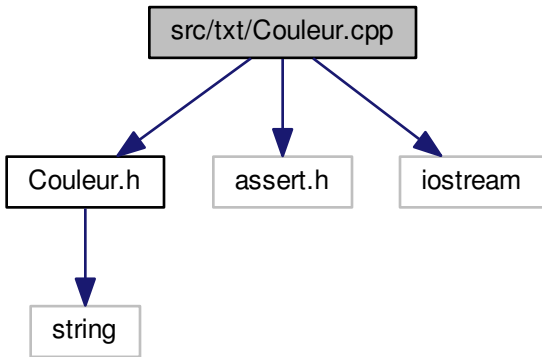 src/txt/Couleur.cpp
Couleur.h
assert.h
iostream
string